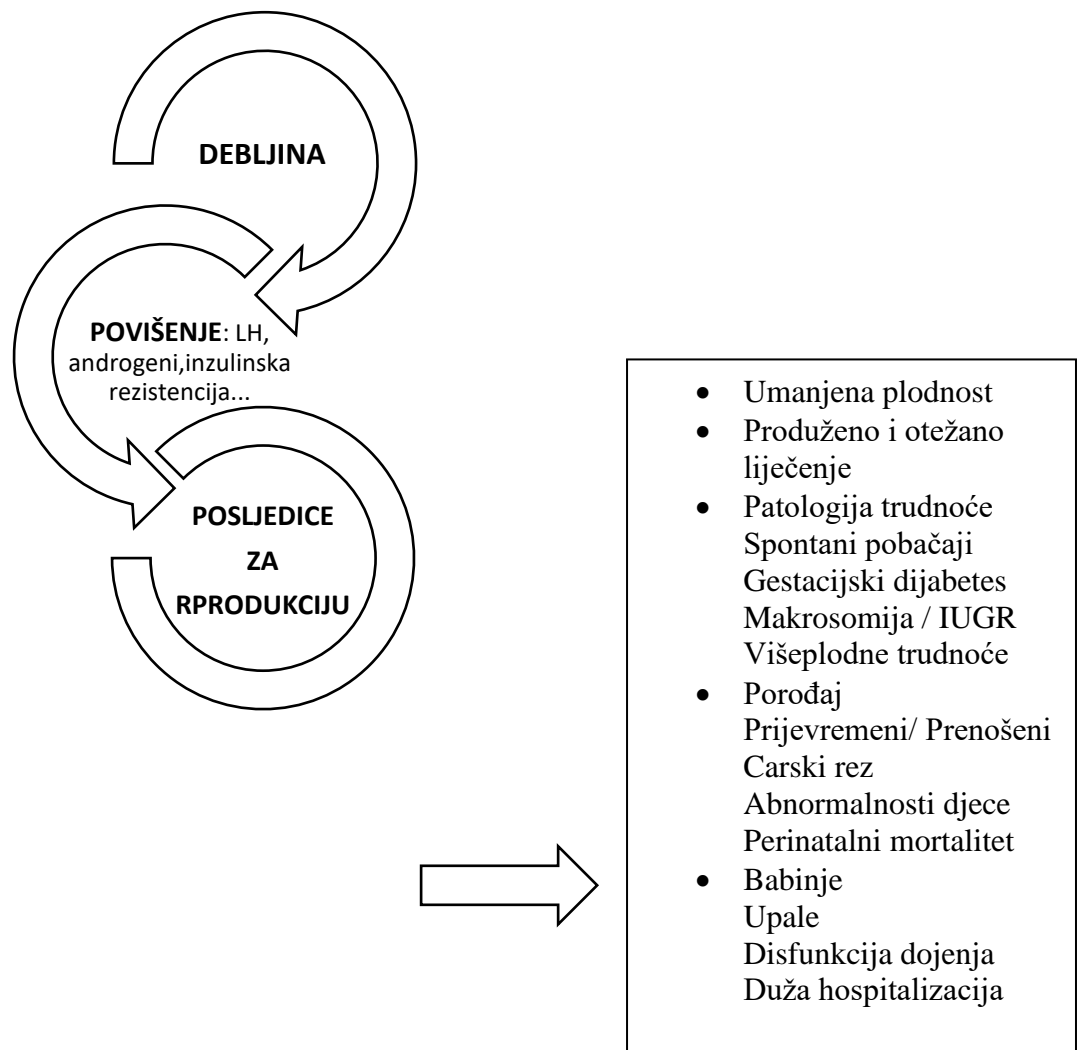 DEBLJINA
POVIŠENJE: LH,
androgeni,inzulinska
rezistencija...
POSLJEDICE
ZA
RPRODUKCIJU
• Umanjena plodnost
• Produženo i otežano
liječenje
• Patologija trudnoće
Spontani pobačaji
Gestacijski dijabetes
Makrosomija / IUGR
Višeplodne trudnoće
• Porođaj
Prijevremeni/ Prenošeni
Carski rez
Abnormalnosti djece
Perinatalni mortalitet
• Babinje
Upale
Disfunkcija dojenja
Duža hospitalizacija